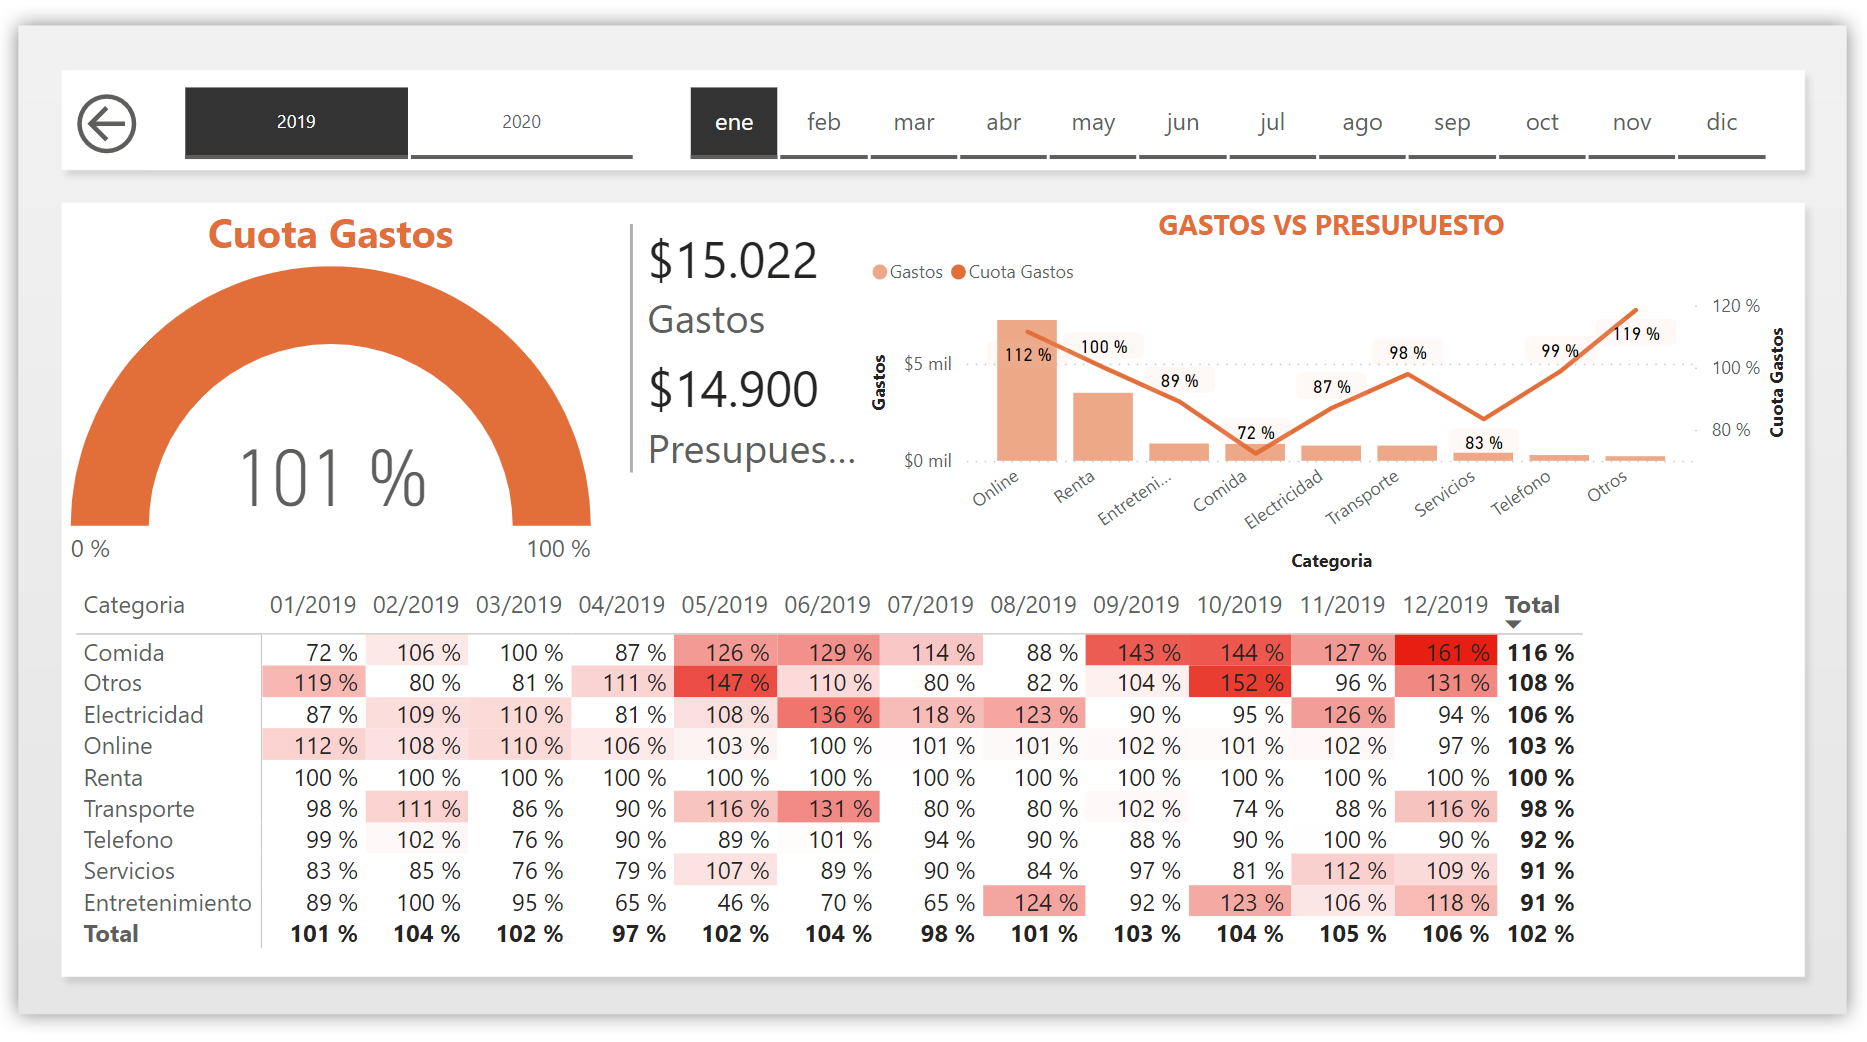 2019 2020 ene feb mar abr may jun jul ago sep oct nov dic
Cuota Gastos
101 %
0 % 100 %
$15.022
Gastos
$14.900
Presupues...
GASTOS VS PRESUPUESTO
Gastos Cuota Gastos
Gastos
$5 mil
$0 mil
112 % 100 % 89 % 72 % 87 % 98 % 83 % 99 % 119 %
120 %
100 %
80 %
Cuota Gastos
Online Renta Entreteni... Comida Electricidad Transporte Servicios Telefono Otros
Categoria
Categoria 01/2019 02/2019 03/2019 04/2019 05/2019 06/2019 07/2019 08/2019 09/2019 10/2019 11/2019 12/2019 Total
Comida 72 % 106 % 100 % 87 % 126 % 129 % 114 % 88 % 143 % 144 % 127 % 161 % 116 %
Otros 119 % 80 % 81 % 111 % 147 % 110 % 80 % 82 % 104 % 152 % 96 % 131 % 108 %
Electricidad 87 % 109 % 110 % 81 % 108 % 136 % 118 % 123 % 90 % 95 % 126 % 94 % 106 %
Online 112 % 108 % 110 % 106 % 103 % 100 % 101 % 101 % 102 % 101 % 102 % 97 % 103 %
Renta 100 % 100 % 100 % 100 % 100 % 100 % 100 % 100 % 100 % 100 % 100 % 100 % 100 %
Transporte 98 % 111 % 86 % 90 % 116 % 131 % 80 % 80 % 102 % 74 % 88 % 116 % 98 %
Telefono 99 % 102 % 76 % 90 % 89 % 101 % 94 % 90 % 88 % 90 % 100 % 90 % 92 %
Servicios 83 % 85 % 76 % 79 % 107 % 89 % 90 % 84 % 97 % 81 % 112 % 109 % 91 %
Entretenimiento 89 % 100 % 95 % 65 % 46 % 70 % 65 % 124 % 92 % 123 % 106 % 118 % 91 %
Total 101 % 104 % 102 % 97 % 102 % 104 % 98 % 101 % 103 % 104 % 105 % 106 % 102 %